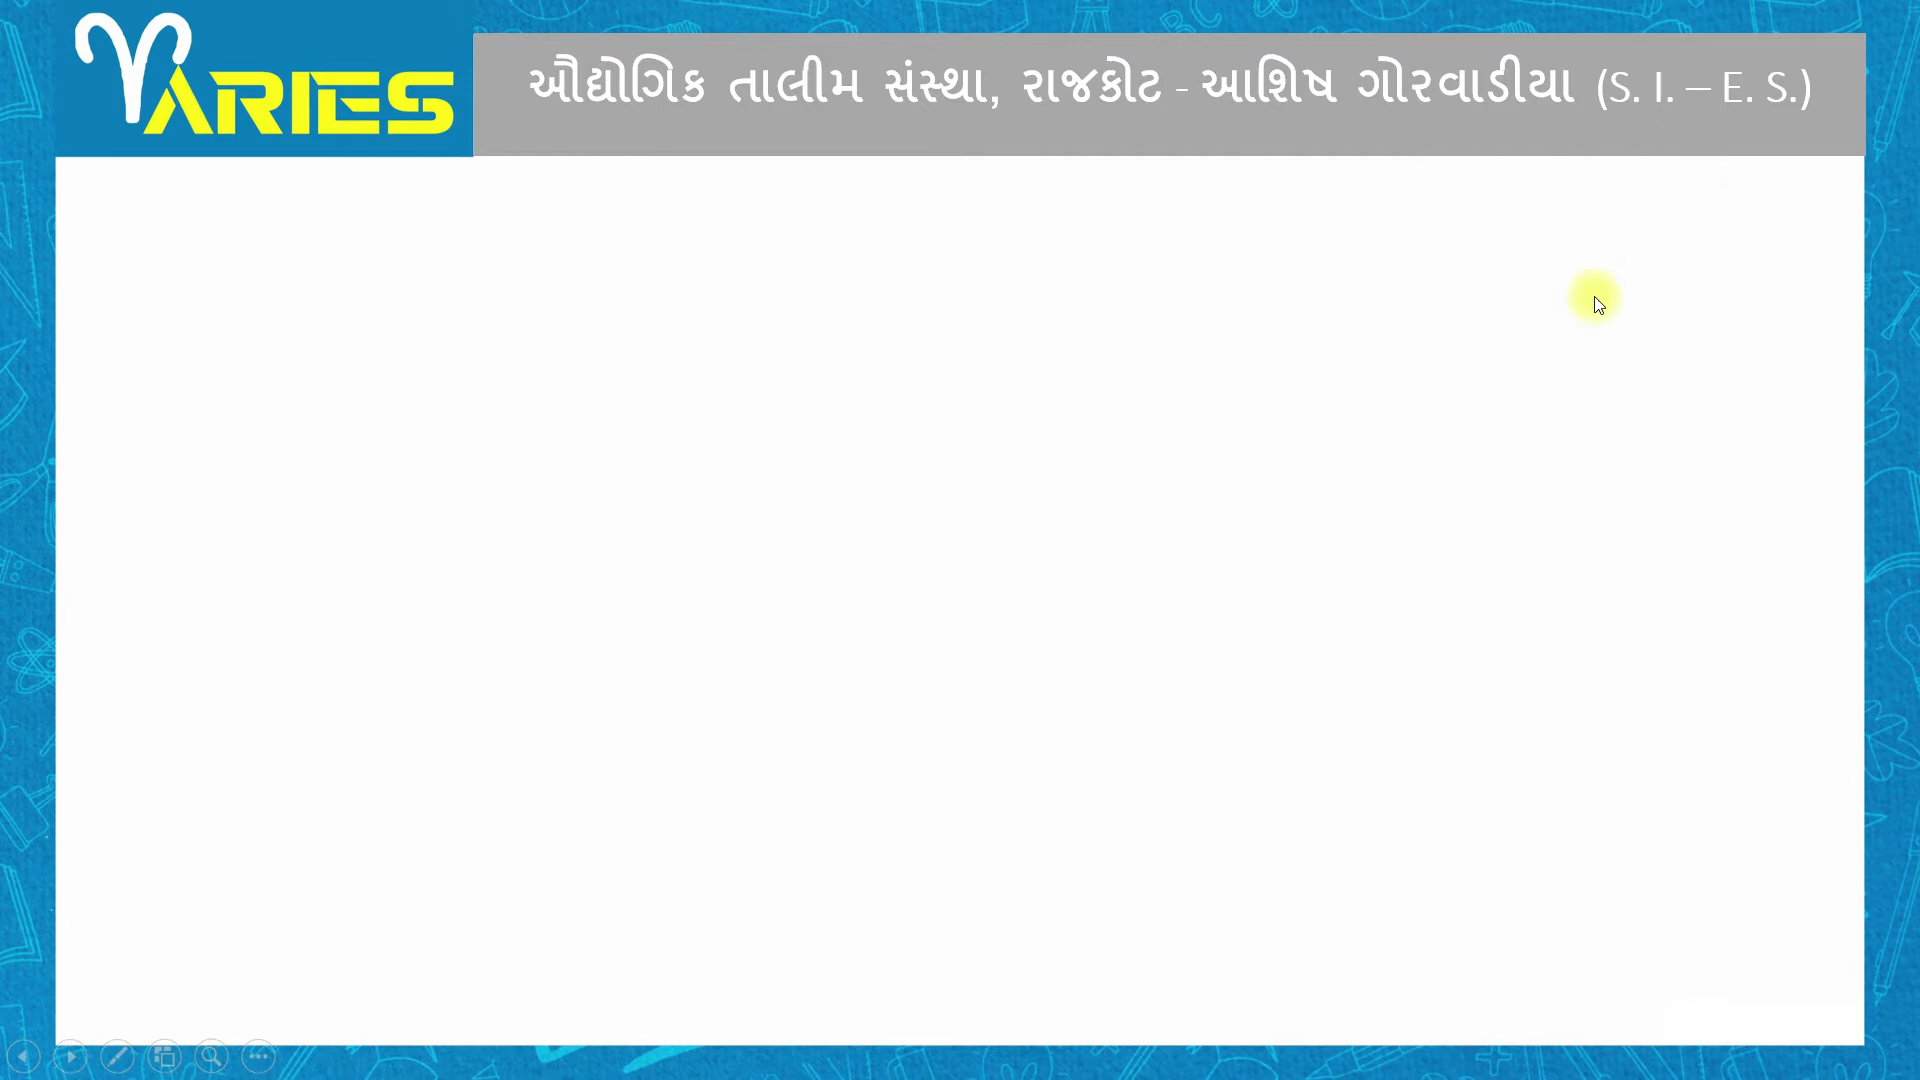 ARIES
ઔદ્યોગિક તાલીમ સંસ્થા, રાજકોટ - આશિષ ગોરવાડીયા (S. I. – E. S.)